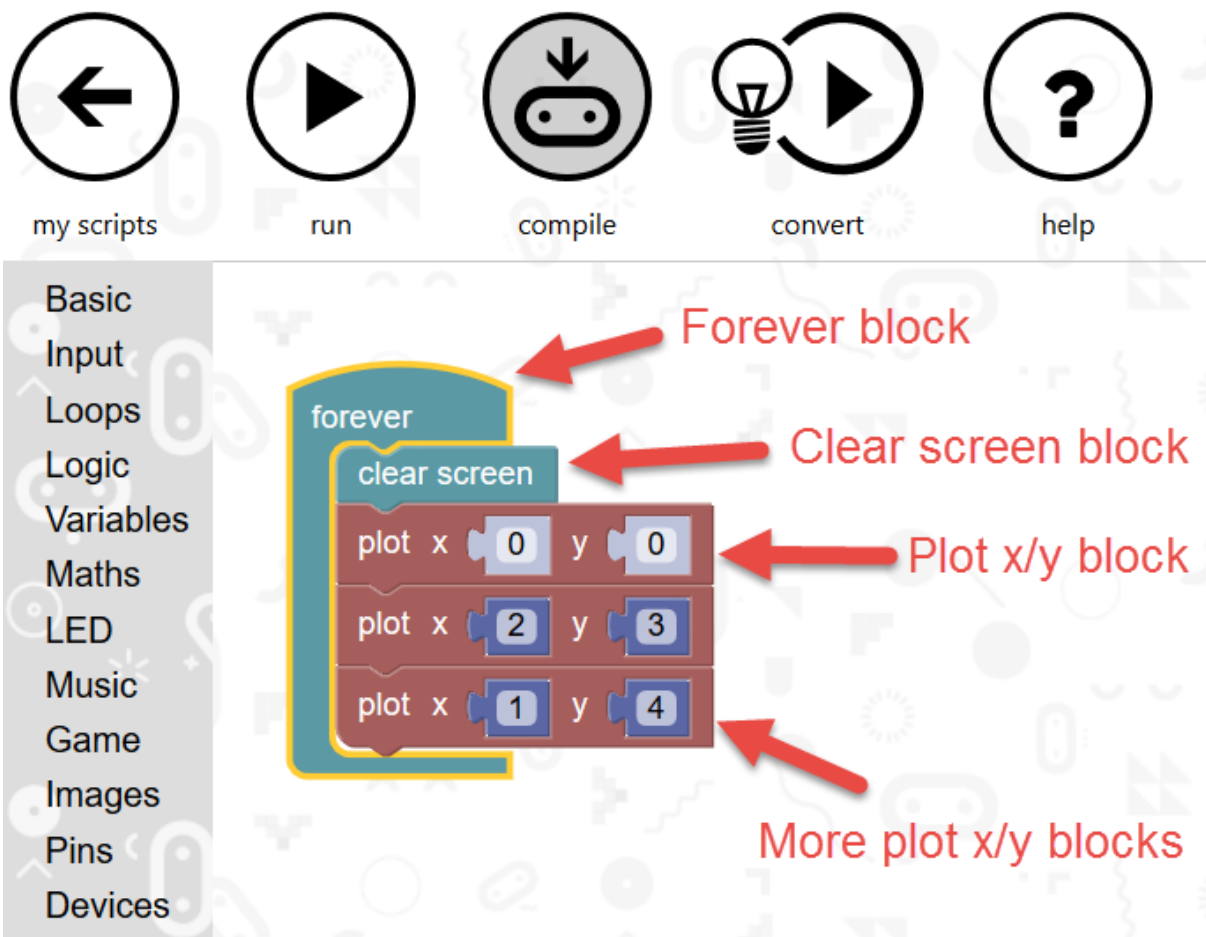 my scripts
run
compile
convert
help
Basic
Input
Loops
Logic
Variables
Maths
LED
Music
Game
Images
Pins
Devices
forever
clear screen
plot x 0 y 0
plot x 2 y 3
plot x 1 y 4
Forever block
Clear screen block
Plot x/y block
More plot x/y blocks